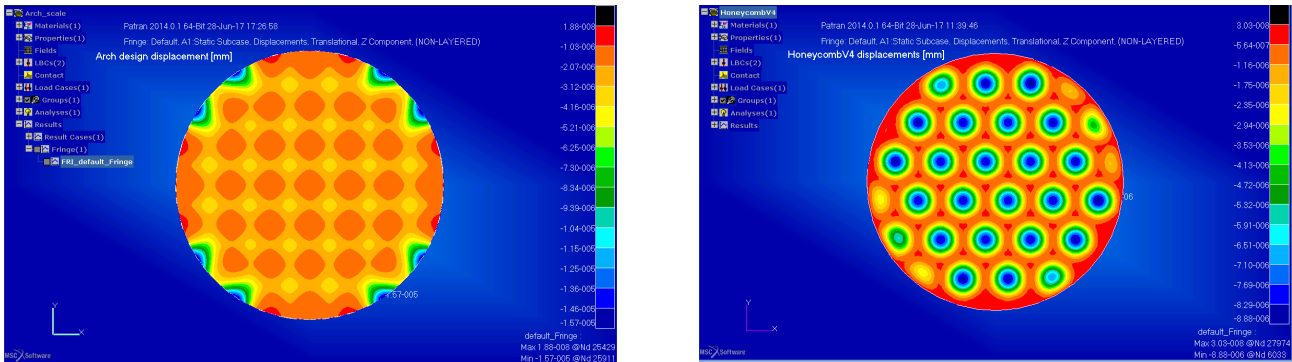 Arch_scale
Materials(1)
Properties(1)
Fields
LBCs(2)
Contact
Load Cases(1)
Groups(1)
Analyses(1)
Results
Result Cases(1)
Fringe(1)
FRI_default_Fringe
Patran 2014.0.1 64-Bit 28-Jun-17 17:26:58
Fringe: Default, A1:Static Subcase, Displacements, Translational, Z Component, (NON-LAYERED)
Arch design displacement [mm]
1.88-008
-1.03-006
-2.07-006
-3.12-006
-4.16-006
-5.21-006
-6.25-006
-7.30-006
-8.34-006
-9.39-006
-1.04-005
-1.15-005
-1.25-005
-1.36-005
-1.46-005
-1.57-005
-1.57-005
default_Fringe :
Max 1.88-008 @Nd 25429
Min -1.57-005 @Nd 25911
Y
X
MSC Software
HoneycombV4
Materials(1)
Properties(1)
Fields
LBCs(2)
Contact
Load Cases(1)
Groups(1)
Analyses(1)
Results
Patran 2014.0.1 64-Bit 28-Jun-17 11:39:46
Fringe: Default, A1:Static Subcase, Displacements, Translational, Z Component, (NON-LAYERED)
HoneycombV4 displacements [mm]
3.03-008
-5.64-007
-1.16-006
-1.75-006
-2.35-006
-2.94-006
-3.53-006
-4.13-006
-4.72-006
-5.32-006
-5.91-006
-6.51-006
-7.10-006
-7.69-006
-8.29-006
-8.88-006
06
default_Fringe :
Max 3.03-008 @Nd 27974
Min -8.88-006 @Nd 6033
Y
X
MSC Software